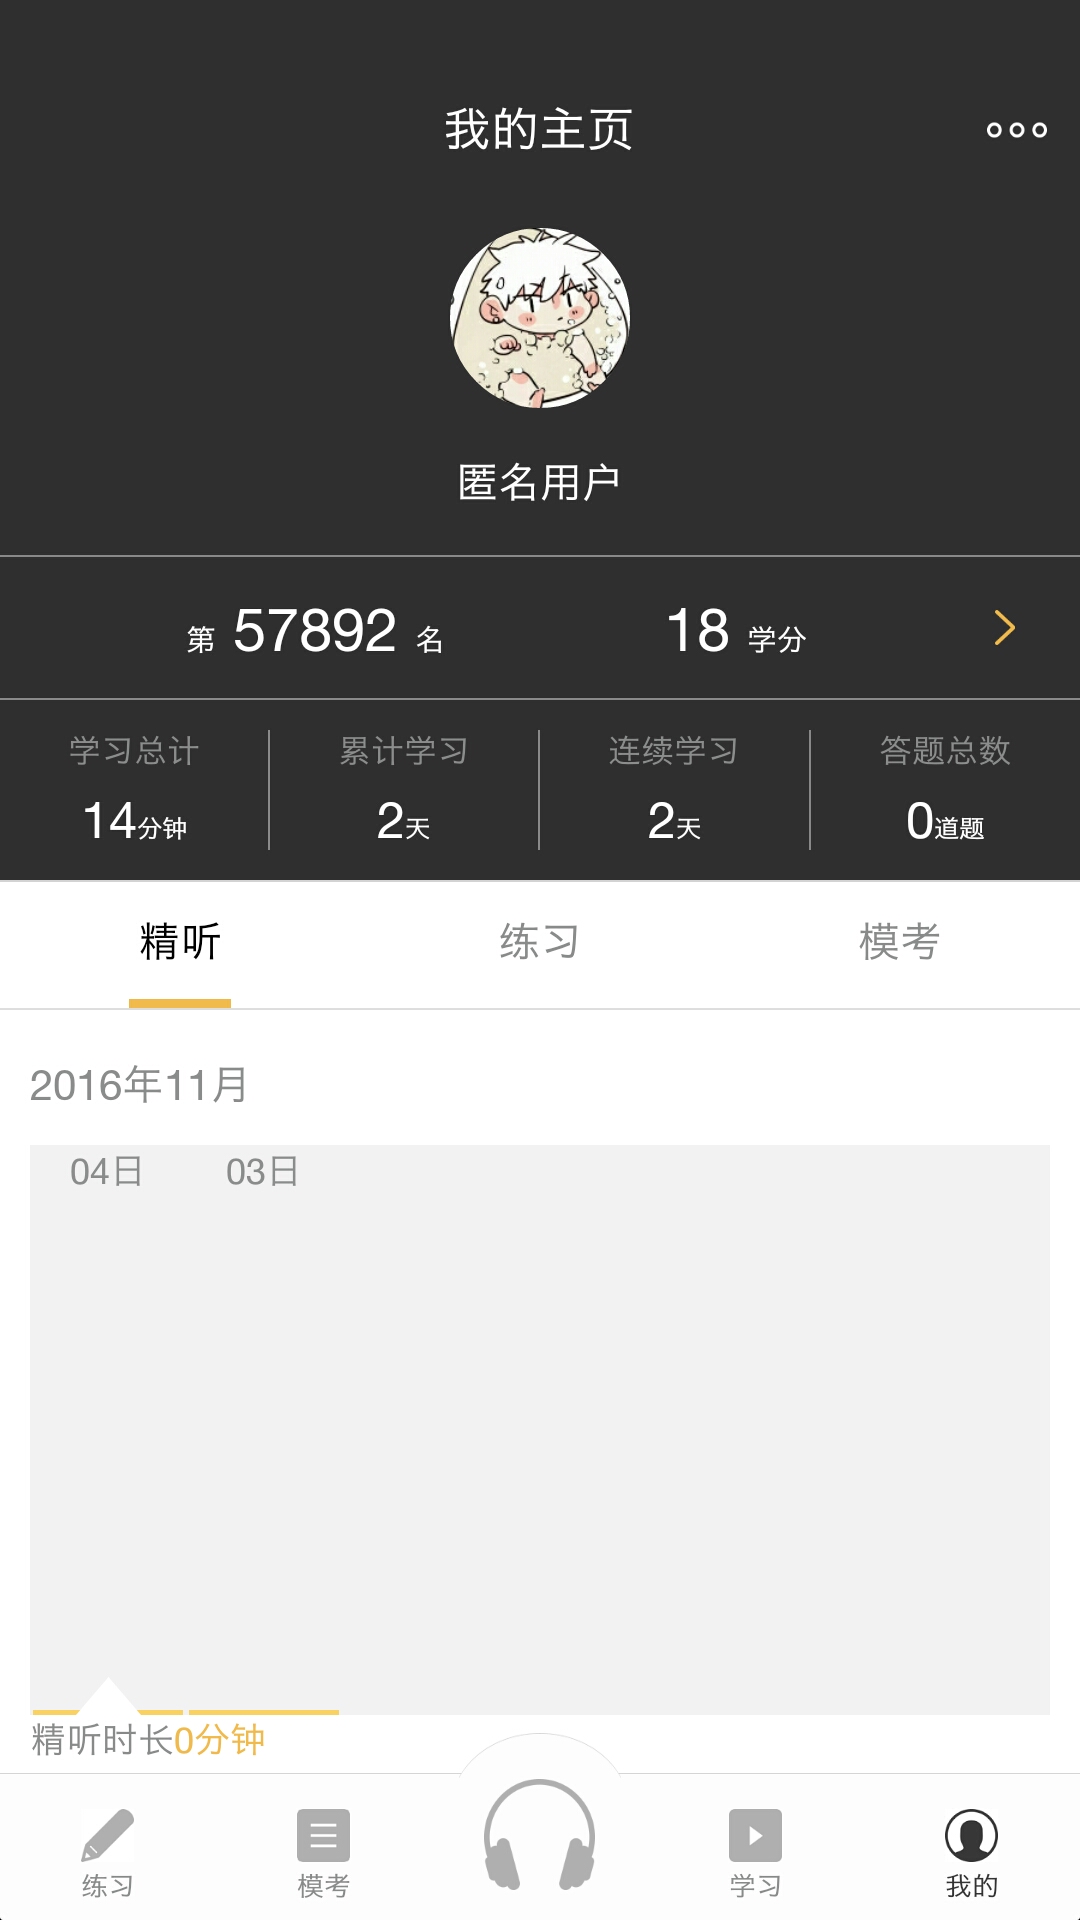 我的主页
匿名用户
第 57892 名 18 学分
学习总计 累计学习 连续学习 答题总数
14分钟 2天 2天 0道题
精听 练习 模考
2016年11月
04日 03日
精听时长0分钟
练习 模考 学习 我的